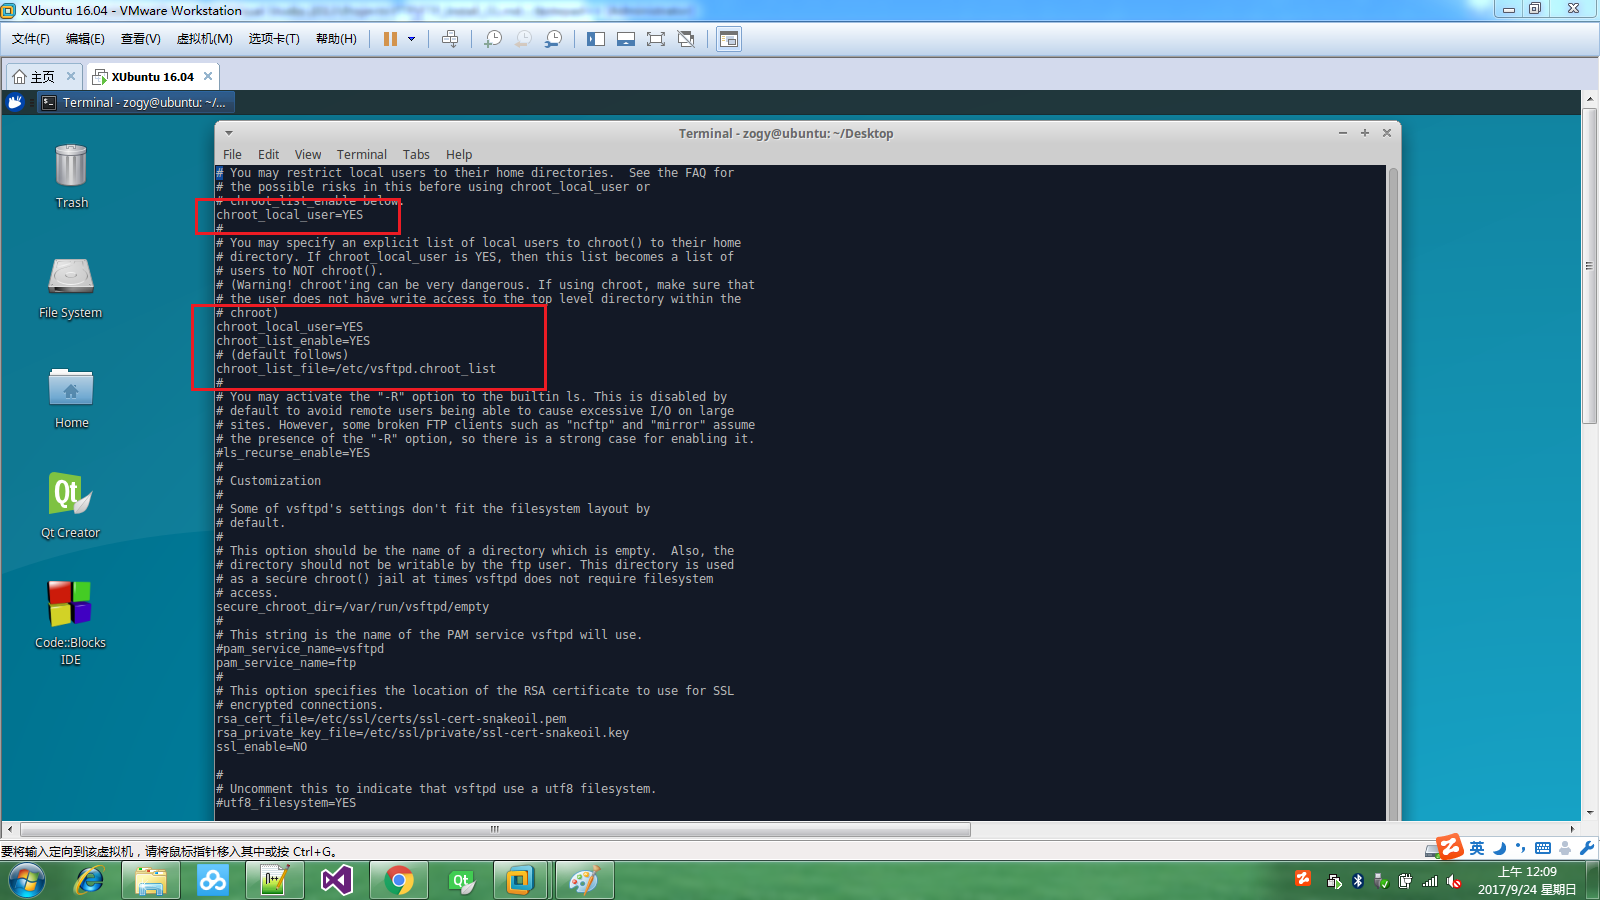 XUbuntu 16.04 - VMware Workstation
文件(F) 编辑(E) 查看(V) 虚拟机(M) 选项卡(T) 帮助(H)
主页
XUbuntu 16.04
Terminal - zogy@ubuntu: ~/...
Trash
File System
Home
Qt Creator
Code::Blocks
IDE
Terminal - zogy@ubuntu: ~/Desktop
File Edit View Terminal Tabs Help
# You may restrict local users to their home directories.  See the FAQ for
# the possible risks in this before using chroot_local_user or
# chroot_list_enable below.
chroot_local_user=YES
#
# You may specify an explicit list of local users to chroot() to their home
# directory. If chroot_local_user is YES, then this list becomes a list of
# users to NOT chroot().
# (Warning! chroot'ing can be very dangerous. If using chroot, make sure that
# the user does not have write access to the top level directory within the
# chroot)
chroot_local_user=YES
chroot_list_enable=YES
# (default follows)
chroot_list_file=/etc/vsftpd.chroot_list
#
# You may activate the "-R" option to the builtin ls. This is disabled by
# default to avoid remote users being able to cause excessive I/O on large
# sites. However, some broken FTP clients such as "ncftp" and "mirror" assume
# the presence of the "-R" option, so there is a strong case for enabling it.
#ls_recurse_enable=YES
#
# Customization
#
# Some of vsftpd's settings don't fit the filesystem layout by
# default.
#
# This option should be the name of a directory which is empty.  Also, the
# directory should not be writable by the ftp user. This directory is used
# as a secure chroot() jail at times vsftpd does not require filesystem
# access.
secure_chroot_dir=/var/run/vsftpd/empty
#
# This string is the name of the PAM service vsftpd will use.
#pam_service_name=vsftpd
pam_service_name=ftp
#
# This option specifies the location of the RSA certificate to use for SSL
# encrypted connections.
rsa_cert_file=/etc/ssl/certs/ssl-cert-snakeoil.pem
rsa_private_key_file=/etc/ssl/private/ssl-cert-snakeoil.key
ssl_enable=NO
#
# Uncomment this to indicate that vsftpd use a utf8 filesystem.
#utf8_filesystem=YES
要将输入定向到该虚拟机，请将鼠标指针移入其中或按 Ctrl+G。
英
上午 12:09
2017/9/24 星期日